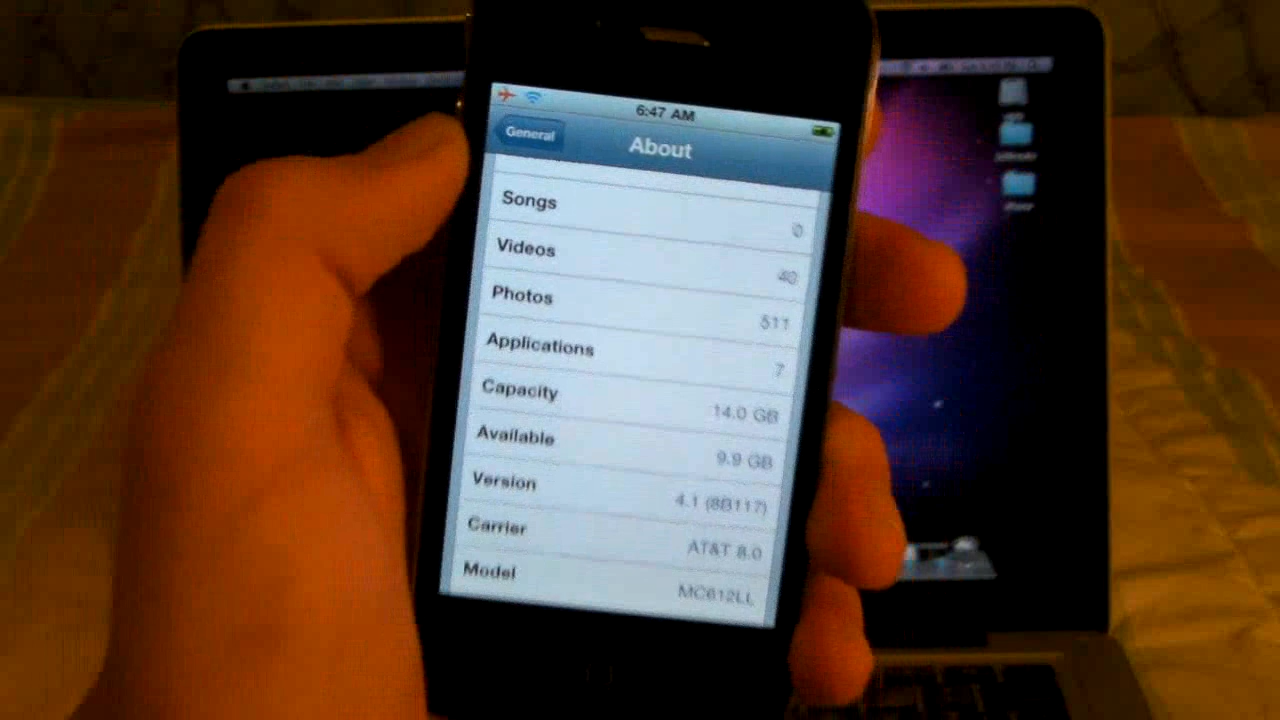 6:47 AM
General
About
Songs 0
Videos 40
Photos 511
Applications 7
Capacity 14.0 GB
Available 9.9 GB
Version 4.1 (8B117)
Carrier AT&T 8.0
Model MC612LL